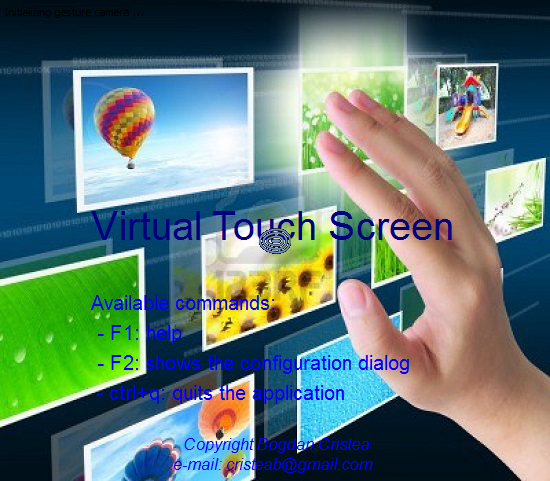 Initializing gesture camera ...
Virtual Touch Screen
Available commands:
- F1: help
- F2: shows the configuration dialog
- ctrl+q: quits the application
Copyright Bogdan Cristea
e-mail: cristeab@gmail.com